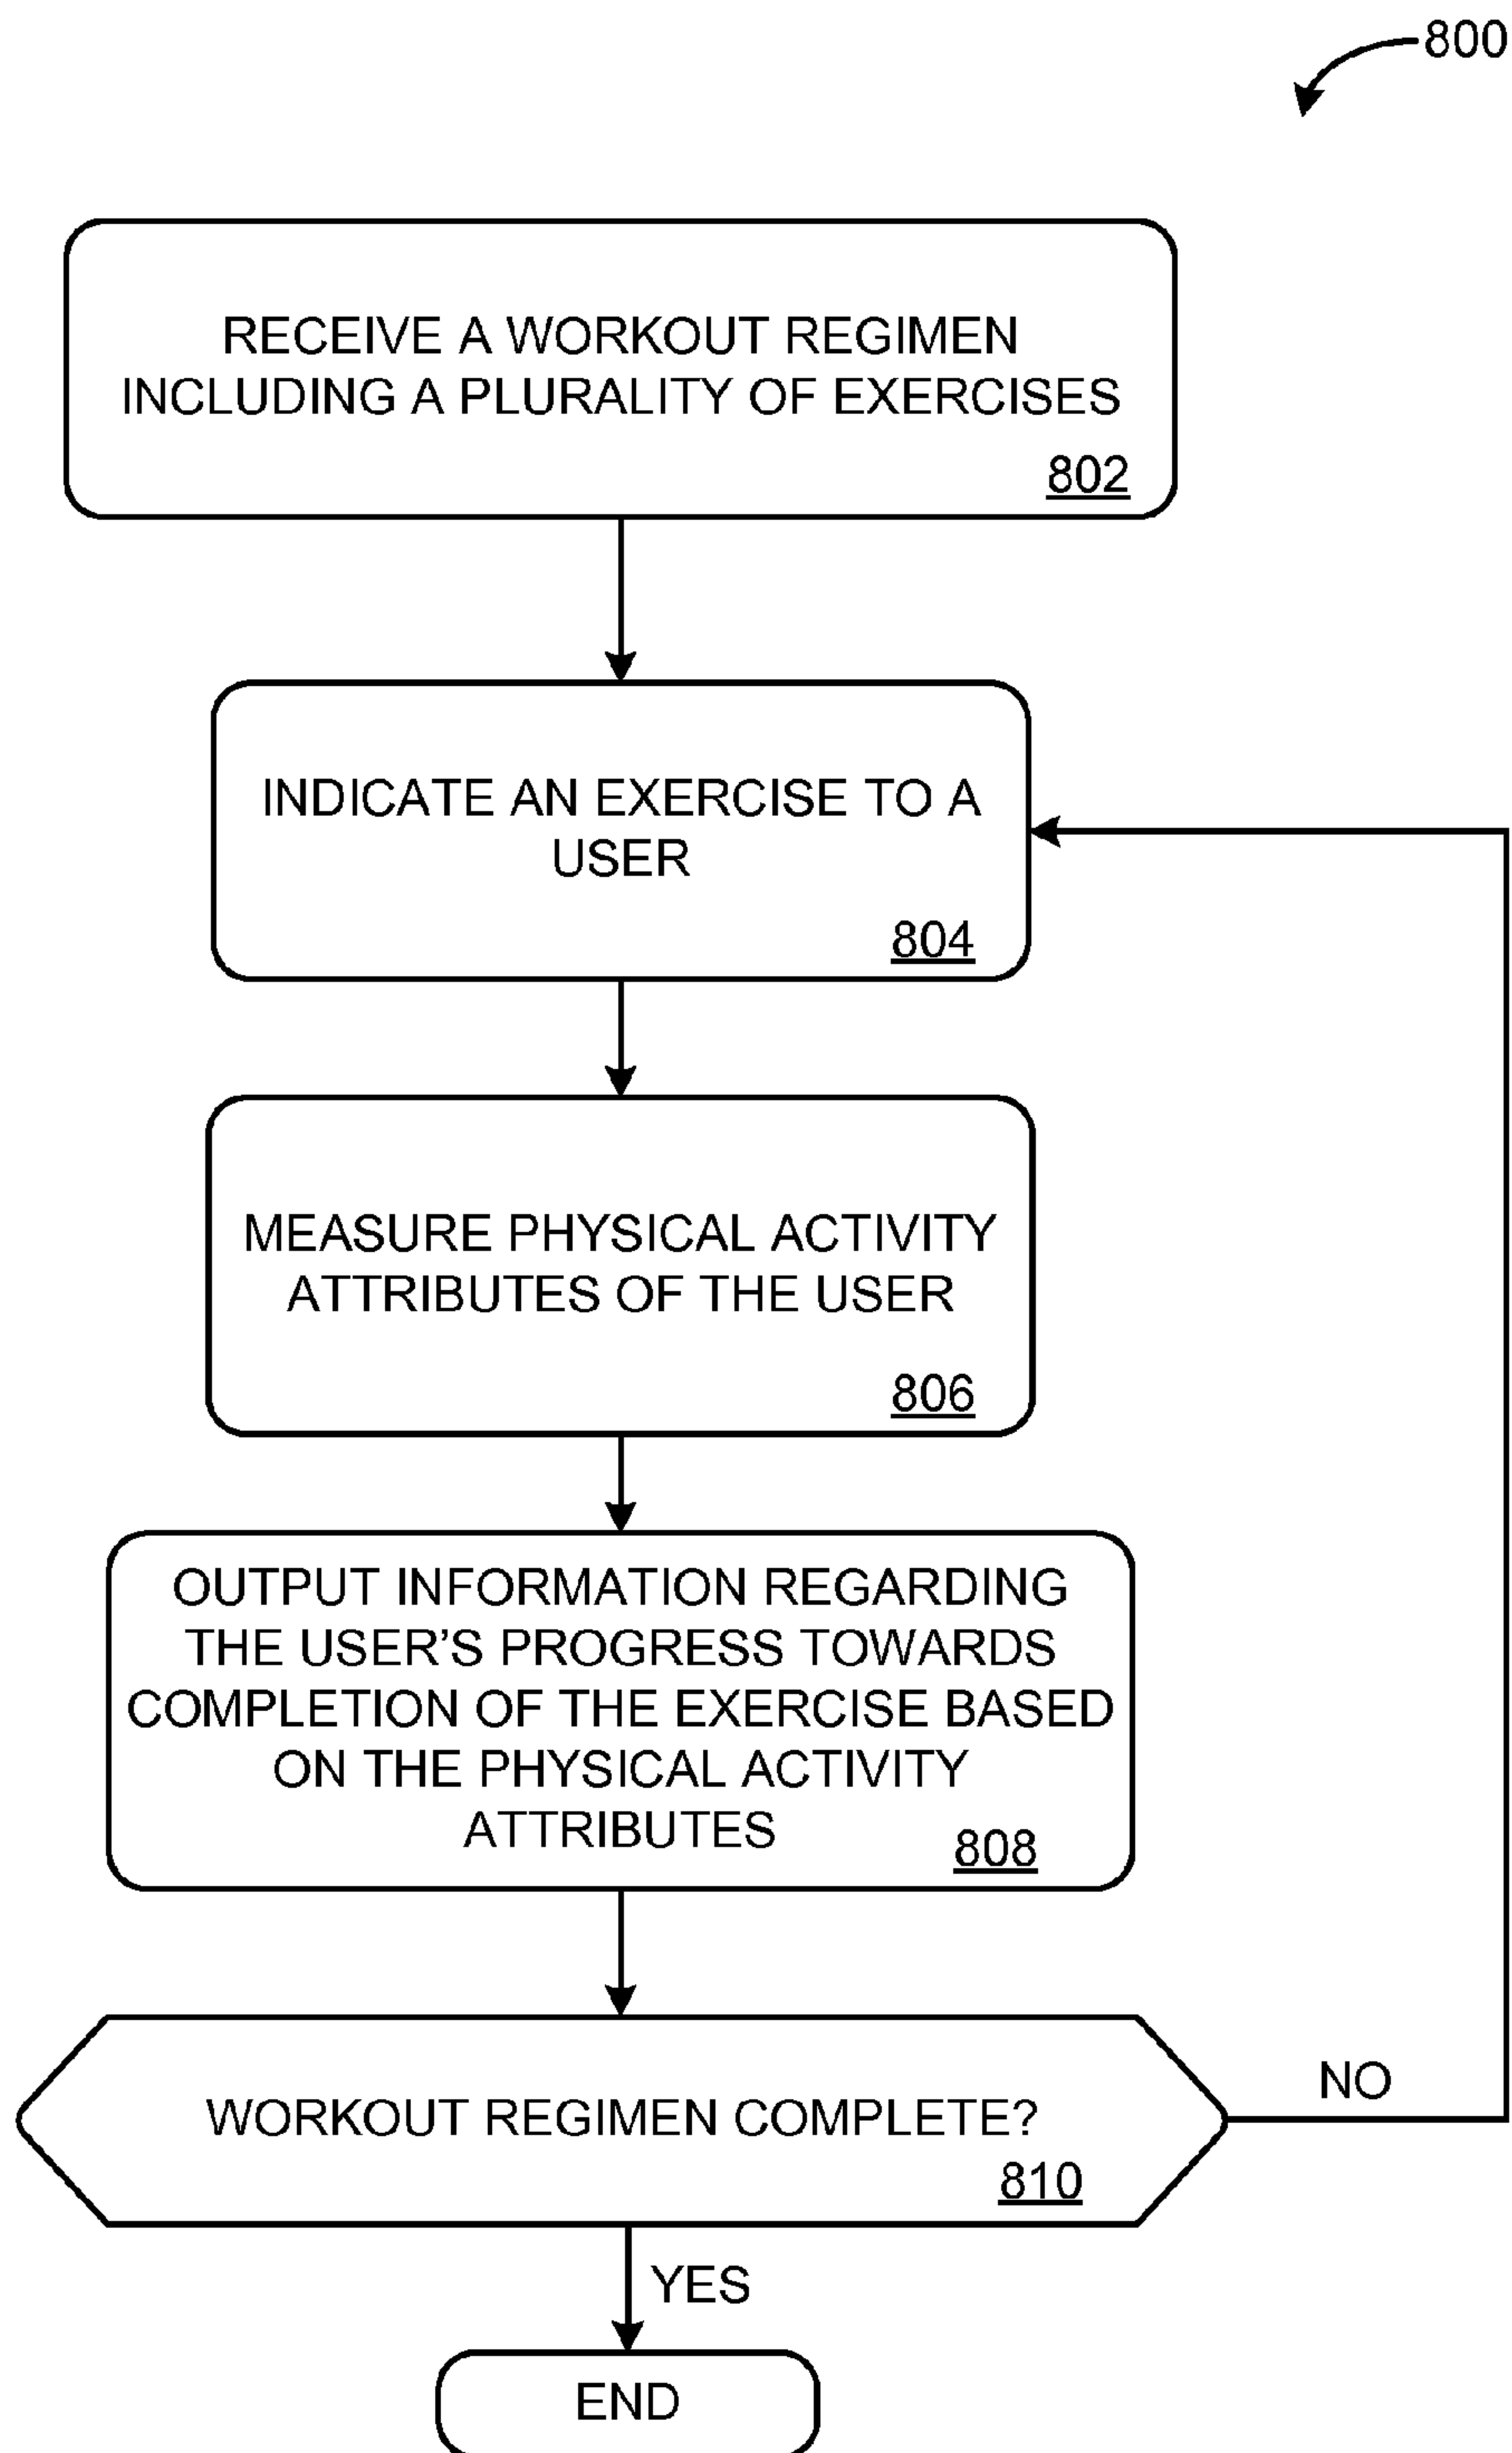 800
RECEIVE A WORKOUT REGIMEN
INCLUDING A PLURALITY OF EXERCISES
802
INDICATE AN EXERCISE TO A
USER
804
MEASURE PHYSICAL ACTIVITY
ATTRIBUTES OF THE USER
806
OUTPUT INFORMATION REGARDING
THE USER'S PROGRESS TOWARDS
COMPLETION OF THE EXERCISE BASED
ON THE PHYSICAL ACTIVITY
ATTRIBUTES
808
WORKOUT REGIMEN COMPLETE?
810
NO
YES
END